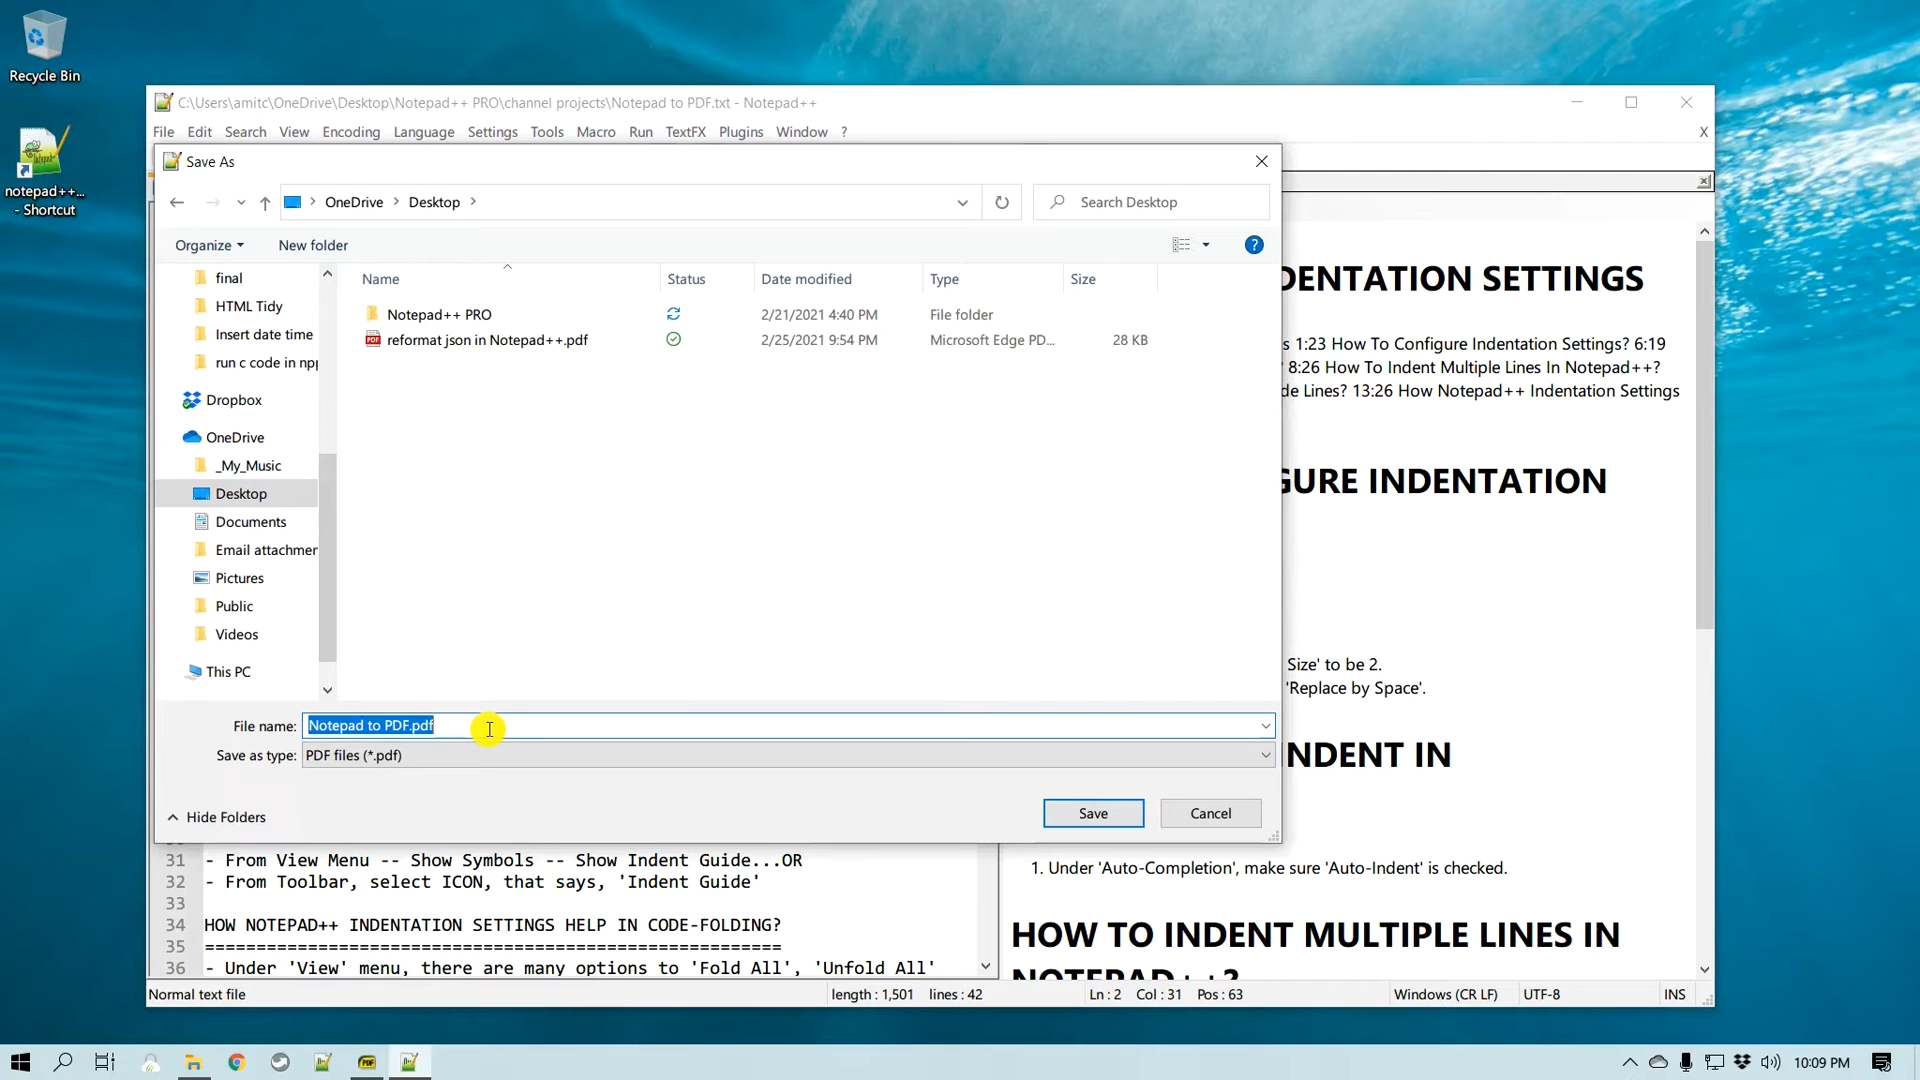 Recycle Bin
notepad++...
- Shortcut
C:\Users\amitc\OneDrive\Desktop\Notepad++ PRO\channel projects\Notepad to PDF.txt - Notepad++
File Edit Search View Encoding Language Settings Tools Macro Run TextFX Plugins Window ?
X
Save As
OneDrive > Desktop >
Search Desktop
Organize
New folder
final
HTML Tidy
Insert date time
run c code in npp
Dropbox
OneDrive
_My_Music
Desktop
Documents
Email attachmen
Pictures
Public
Videos
This PC
Name Status Date modified Type Size
Notepad++ PRO 2/21/2021 4:40 PM File folder
reformat json in Notepad++.pdf 2/25/2021 9:54 PM Microsoft Edge PD... 28 KB
File name: Notepad to PDF.pdf
Save as type: PDF files (*.pdf)
Hide Folders
Save
Cancel
DENTATION SETTINGS
s 1:23 How To Configure Indentation Settings? 6:19
? 8:26 How To Indent Multiple Lines In Notepad++?
de Lines? 13:26 How Notepad++ Indentation Settings
GURE INDENTATION
Size' to be 2.
'Replace by Space'.
NDENT IN
1. Under 'Auto-Completion', make sure 'Auto-Indent' is checked.
HOW TO INDENT MULTIPLE LINES IN
NOTEPAD++?
31 - From View Menu -- Show Symbols -- Show Indent Guide...OR
32 - From Toolbar, select ICON, that says, 'Indent Guide'
33
34 HOW NOTEPAD++ INDENTATION SETTINGS HELP IN CODE-FOLDING?
35 ========================================================
36 - Under 'View' menu, there are many options to 'Fold All', 'Unfold All'
Normal text file length : 1,501 lines : 42 Ln : 2 Col : 31 Pos : 63 Windows (CR LF) UTF-8 INS
10:09 PM